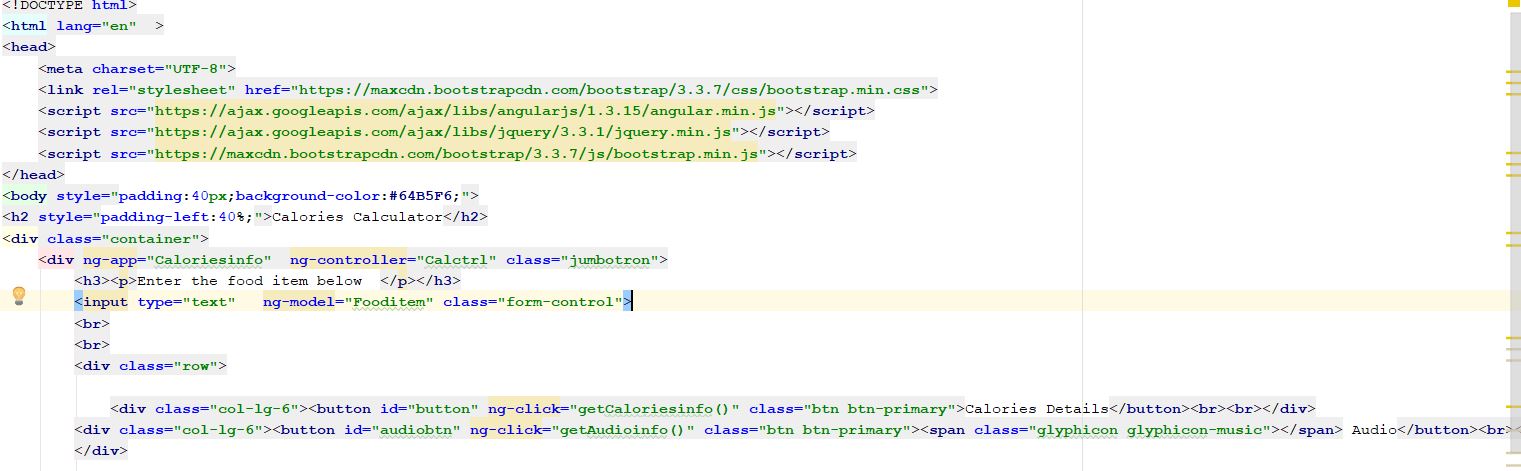 <!DOCTYPE html>
<html lang="en"  >
<head>
    <meta charset="UTF-8">
    <link rel="stylesheet" href="https://maxcdn.bootstrapcdn.com/bootstrap/3.3.7/css/bootstrap.min.css">
    <script src="https://ajax.googleapis.com/ajax/libs/angularjs/1.3.15/angular.min.js"></script>
    <script src="https://ajax.googleapis.com/ajax/libs/jquery/3.3.1/jquery.min.js"></script>
    <script src="https://maxcdn.bootstrapcdn.com/bootstrap/3.3.7/js/bootstrap.min.js"></script>
</head>
<body style="padding:40px;background-color:#64B5F6;">
<h2 style="padding-left:40%;">Calories Calculator</h2>
<div class="container">
    <div ng-app="Caloriesinfo"  ng-controller="Calctrl" class="jumbotron">
        <h3><p>Enter the food item below  </p></h3>
        <input type="text"   ng-model="Fooditem" class="form-control">
        <br>
        <br>
        <div class="row">
            <div class="col-lg-6"><button id="button" ng-click="getCaloriesinfo()" class="btn btn-primary">Calories Details</button><br><br></div>
        <div class="col-lg-6"><button id="audiobtn" ng-click="getAudioinfo()" class="btn btn-primary"><span class="glyphicon glyphicon-music"></span> Audio</button><br><
        </div>